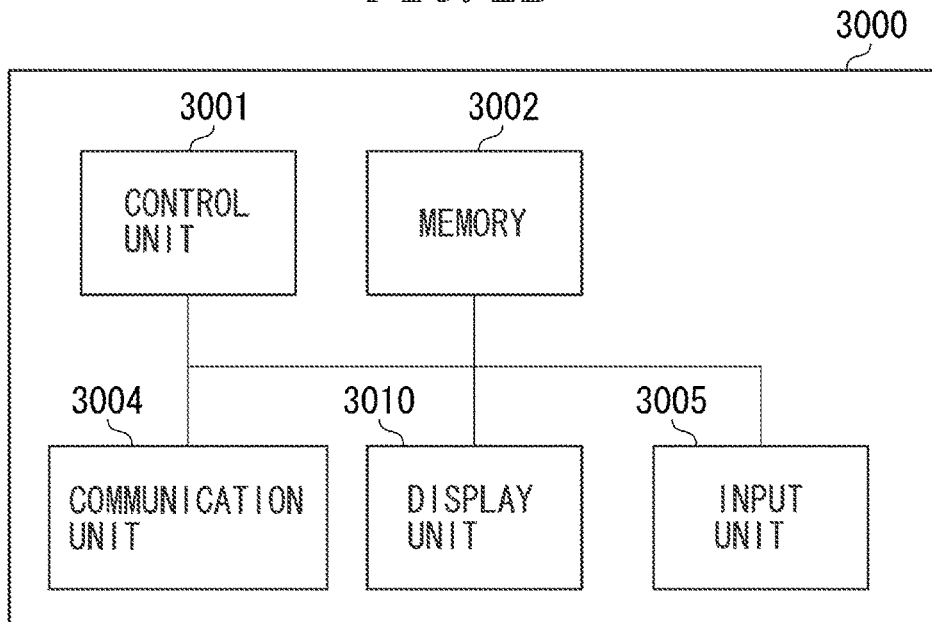 3000
3001
3002
CONTROL
UNIT
MEMORY
3004
3010
3005
COMMUNICATION
UNIT
DISPLAY
UNIT
INPUT
UNIT